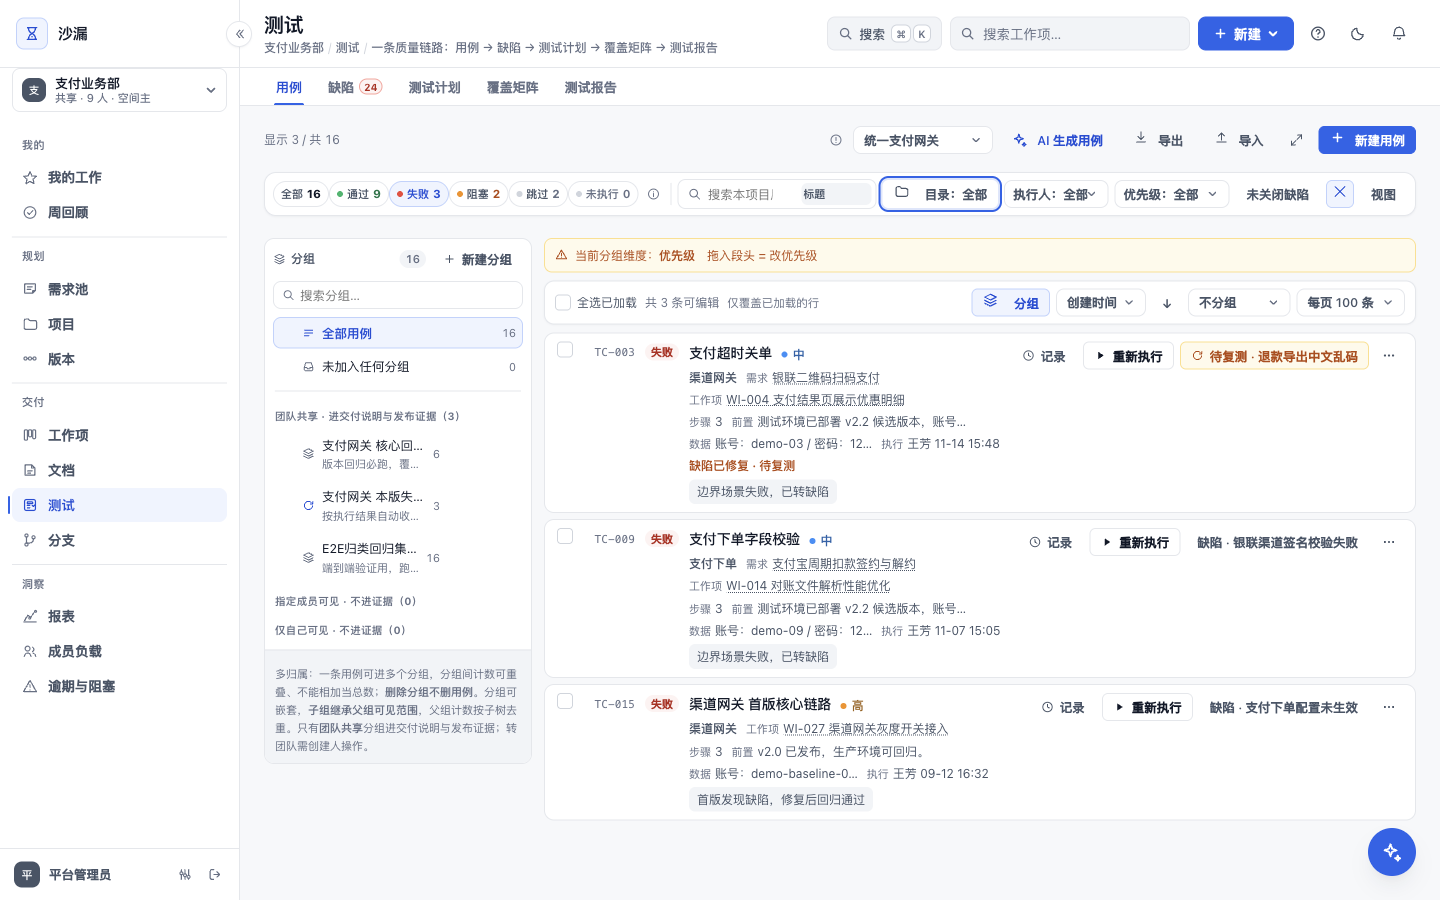 沙漏
支
支付业务部
共享 · 9 人 · 空间主
我的
我的工作
周回顾
规划
需求池
项目
版本
交付
工作项
文档
测试
分支
洞察
报表
成员负载
逾期与阻塞
平
平台管理员
测试
支付业务部 / 测试 / 一条质量链路：用例 → 缺陷 → 测试计划 → 覆盖矩阵 → 测试报告
搜索 ⌘ K
搜索工作项...
新建
用例
缺陷 24
测试计划
覆盖矩阵
测试报告
显示 3 / 共 16
统一支付网关
AI 生成用例
导出
导入
新建用例
全部 16
通过 9
失败 3
阻塞 2
跳过 2
未执行 0
搜索本项目
标题
目录：全部
执行人：全部
优先级：全部
未关闭缺陷
视图
分组 16
新建分组
搜索分组...
全部用例 16
未加入任何分组 0
团队共享 · 进交付说明与发布证据（3）
支付网关 核心回... 6
版本回归必跑，覆...
支付网关 本版失... 3
按执行结果自动收...
E2E归类回归集... 16
端到端验证用，跑...
指定成员可见 · 不进证据（0）
仅自己可见 · 不进证据（0）
多归属：一条用例可进多个分组，分组间计数可重
叠、不能相加当总数；删除分组不删用例。分组可
嵌套，子组继承父组可见范围，父组计数按子树去
重。只有团队共享分组进交付说明与发布证据；转
团队需创建人操作。
当前分组维度：优先级 拖入段头 = 改优先级
全选已加载 共 3 条可编辑 仅覆盖已加载的行
分组
创建时间
不分组
每页 100 条
TC-003 失败 支付超时关单 中
记录
重新执行
待复测 · 退款导出中文乱码
渠道网关 需求 银联二维码扫码支付
工作项 WI-004 支付结果页展示优惠明细
步骤 3 前置 测试环境已部署 v2.2 候选版本，账号...
数据 账号：demo-03 / 密码：12... 执行 王芳 11-14 15:48
缺陷已修复 · 待复测
边界场景失败，已转缺陷
TC-009 失败 支付下单字段校验 中
记录
重新执行
缺陷 · 银联渠道签名校验失败
支付下单 需求 支付宝周期扣款签约与解约
工作项 WI-014 对账文件解析性能优化
步骤 3 前置 测试环境已部署 v2.2 候选版本，账号...
数据 账号：demo-09 / 密码：12... 执行 王芳 11-07 15:05
边界场景失败，已转缺陷
TC-015 失败 渠道网关 首版核心链路 高
记录
重新执行
缺陷 · 支付下单配置未生效
渠道网关 工作项 WI-027 渠道网关灰度开关接入
步骤 3 前置 v2.0 已发布，生产环境可回归。
数据 账号：demo-baseline-0... 执行 王芳 09-12 16:32
首版发现缺陷，修复后回归通过